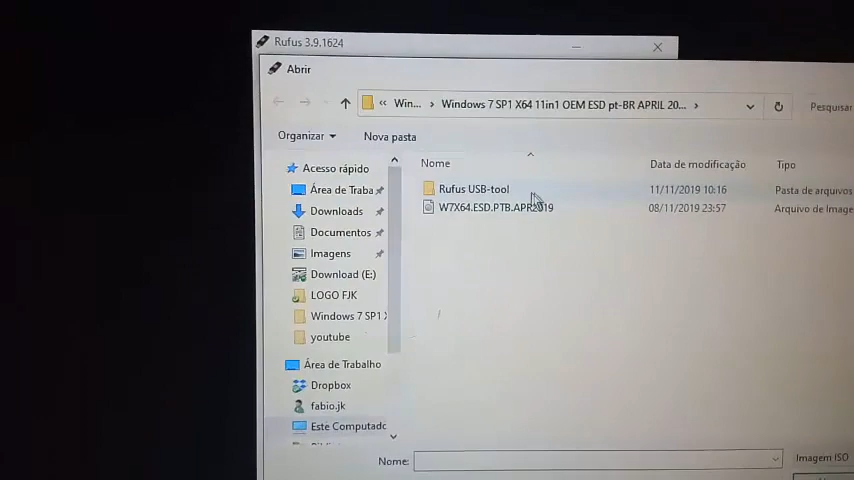 Rufus 3.9.1624
Abrir
Win... › Windows 7 SP1 X64 11in1 OEM ESD pt-BR APRIL 20... ›
Pesquisar
Organizar
Nova pasta
Nome
Data de modificação
Tipo
Acesso rápido
Área de Traba
Downloads
Documentos
Imagens
Download (E:)
LOGO FJK
Windows 7 SP1
youtube
Área de Trabalho
Dropbox
fabio.jk
Este Computado
Rufus USB-tool
11/11/2019 10:16
Pasta de arquivos
W7X64.ESD.PTB.APR2019
08/11/2019 23:57
Arquivo de Image
Nome:
Imagem ISO